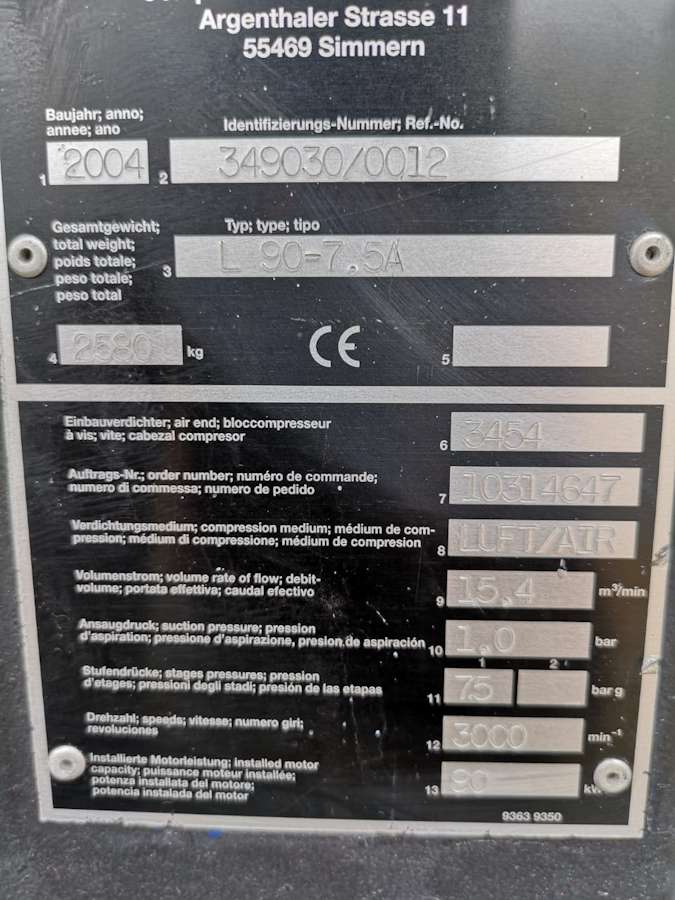 Argenthaler Strasse 11
55469 Simmern
Baujahr; anno;
annee; ano
Identifizierungs-Nummer; Ref.-No.
1 2004 2 349030/0012
Gesamtgewicht;
total weight;
poids totale;
peso totale;
peso total
Typ; type; tipo
3 L 90-7.5A
4 2580 kg CE 5
Einbauverdichter; air end; bloccompresseur
à vis; vite; cabezal compresor
6 3454
Auftrags-Nr.; order number; numéro de commande;
numero di commessa; numero de pedido
7 10314647
Verdichtungsmedium; compression medium; médium de com-
pression; médium di compressione; médium de compresion
8 LUFT/AIR
Volumenstrom; volume rate of flow; debit-
volume; portata effettiva; caudal efectivo
9 15.4 m³/min
Ansaugdruck; suction pressure; pression
d'aspiration; pressione d'aspirazione, presion de aspiración
10 1.0 bar
Stufendrücke; stages pressures; pression
d'etages; pressioni degli stadi; presión de las etapas
1 2
11 7.5 bar g
Drehzahl; speeds; vitesse; numero giri;
revoluciones
12 3000 min⁻¹
Installierte Motorleistung; installed motor
capacity; puissance moteur installée;
potenza installata del motore;
potencia instalada del motor
13 90
9363 9350